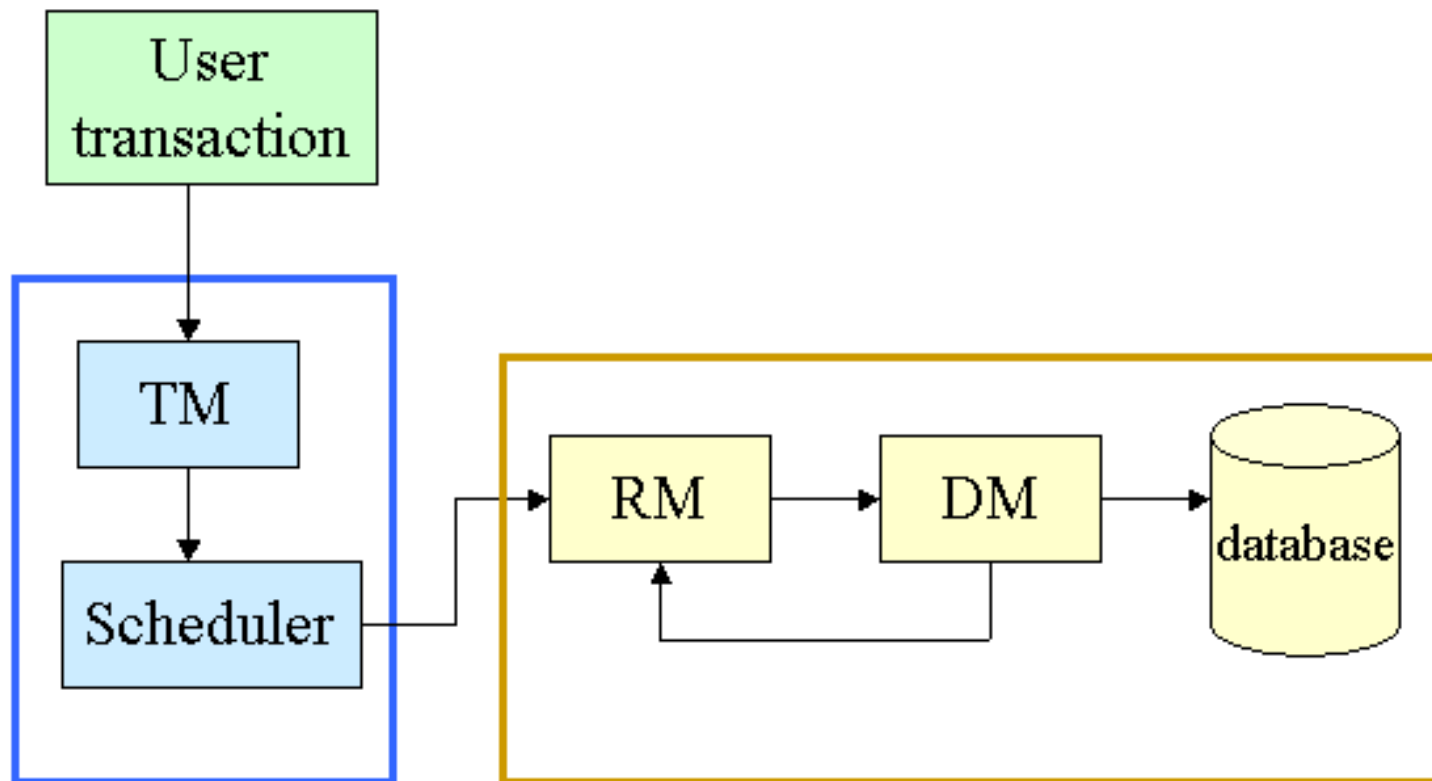 User
transaction
TM
Scheduler
RM
DM
database